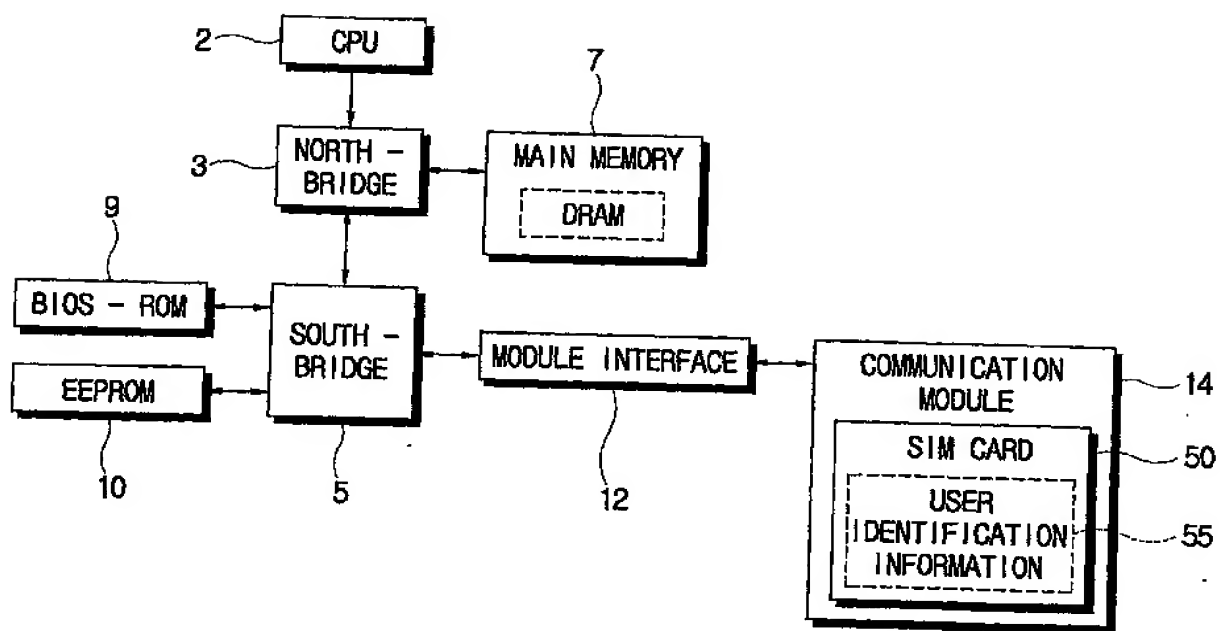 2
CPU
7
3
NORTH -
BRIDGE
MAIN MEMORY
DRAM
9
BIOS - ROM
SOUTH -
BRIDGE
MODULE INTERFACE
COMMUNICATION
MODULE
14
EEPROM
SIM CARD
50
10
5
12
USER
IDENTIFICATION
INFORMATION
55